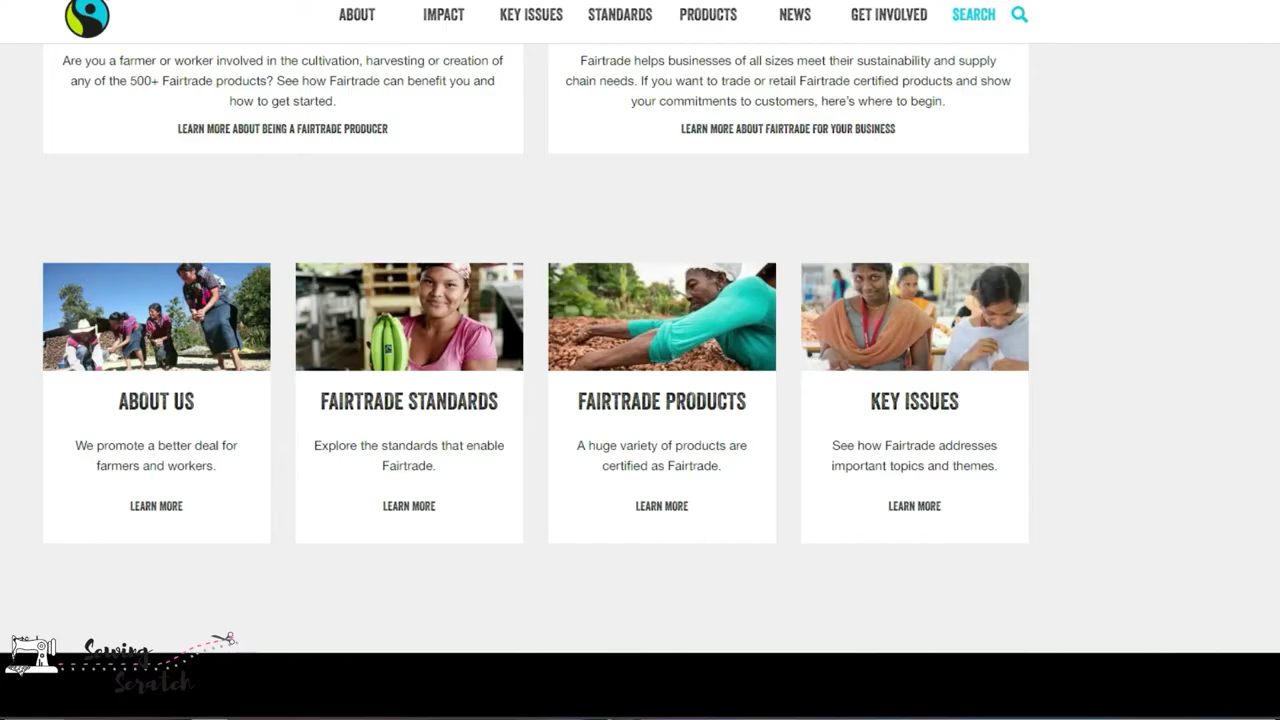 ABOUT IMPACT KEY ISSUES STANDARDS PRODUCTS NEWS GET INVOLVED SEARCH
Are you a farmer or worker involved in the cultivation, harvesting or creation of
any of the 500+ Fairtrade products? See how Fairtrade can benefit you and
how to get started.
LEARN MORE ABOUT BEING A FAIRTRADE PRODUCER
Fairtrade helps businesses of all sizes meet their sustainability and supply
chain needs. If you want to trade or retail Fairtrade certified products and show
your commitments to customers, here's where to begin.
LEARN MORE ABOUT FAIRTRADE FOR YOUR BUSINESS
ABOUT US
We promote a better deal for
farmers and workers.
LEARN MORE
FAIRTRADE STANDARDS
Explore the standards that enable
Fairtrade.
LEARN MORE
FAIRTRADE PRODUCTS
A huge variety of products are
certified as Fairtrade.
LEARN MORE
KEY ISSUES
See how Fairtrade addresses
important topics and themes.
LEARN MORE
Sewing
Scratch